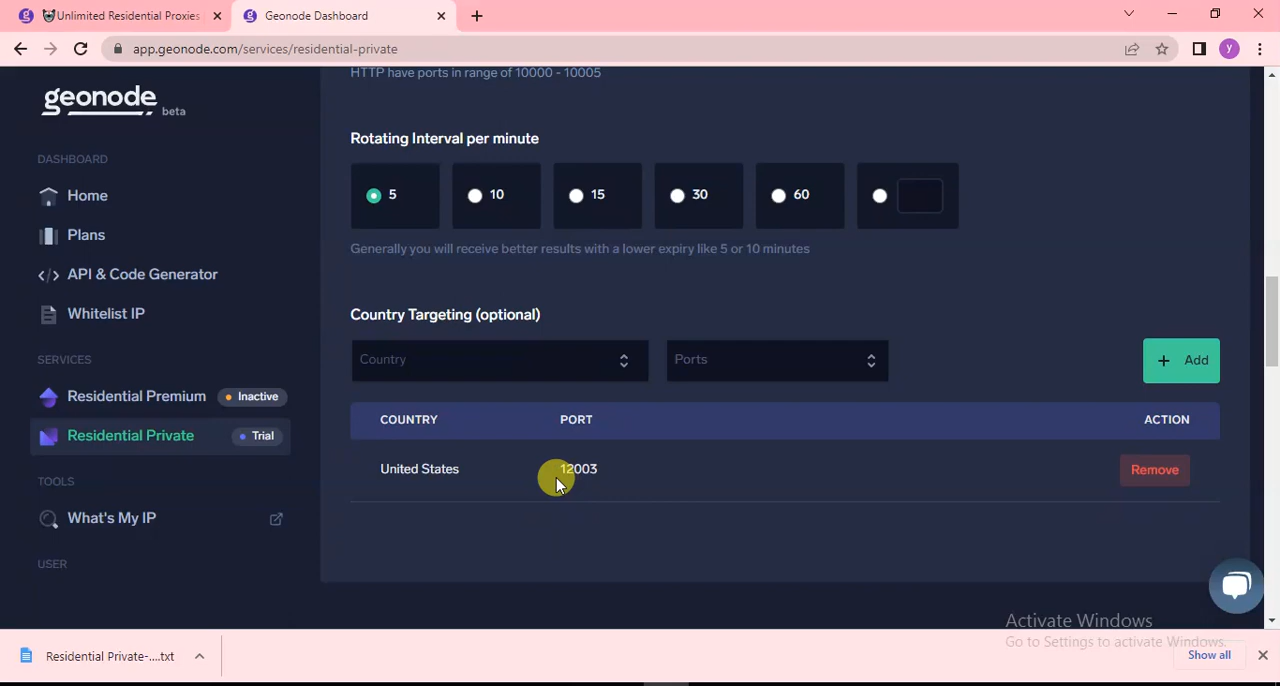 Unlimited Residential Proxies
Geonode Dashboard
app.geonode.com/services/residential-private
y
geonode beta
DASHBOARD
Home
Plans
API & Code Generator
Whitelist IP
SERVICES
Residential Premium Inactive
Residential Private Trial
TOOLS
What's My IP
USER
HTTP have ports in range of 10000 - 10005
Rotating Interval per minute
5 10 15 30 60
Generally you will receive better results with a lower expiry like 5 or 10 minutes
Country Targeting (optional)
Country Ports + Add
COUNTRY PORT ACTION
United States 12003 Remove
Activate Windows
Go to Settings to activate Windows.
Residential Private-....txt
Show all